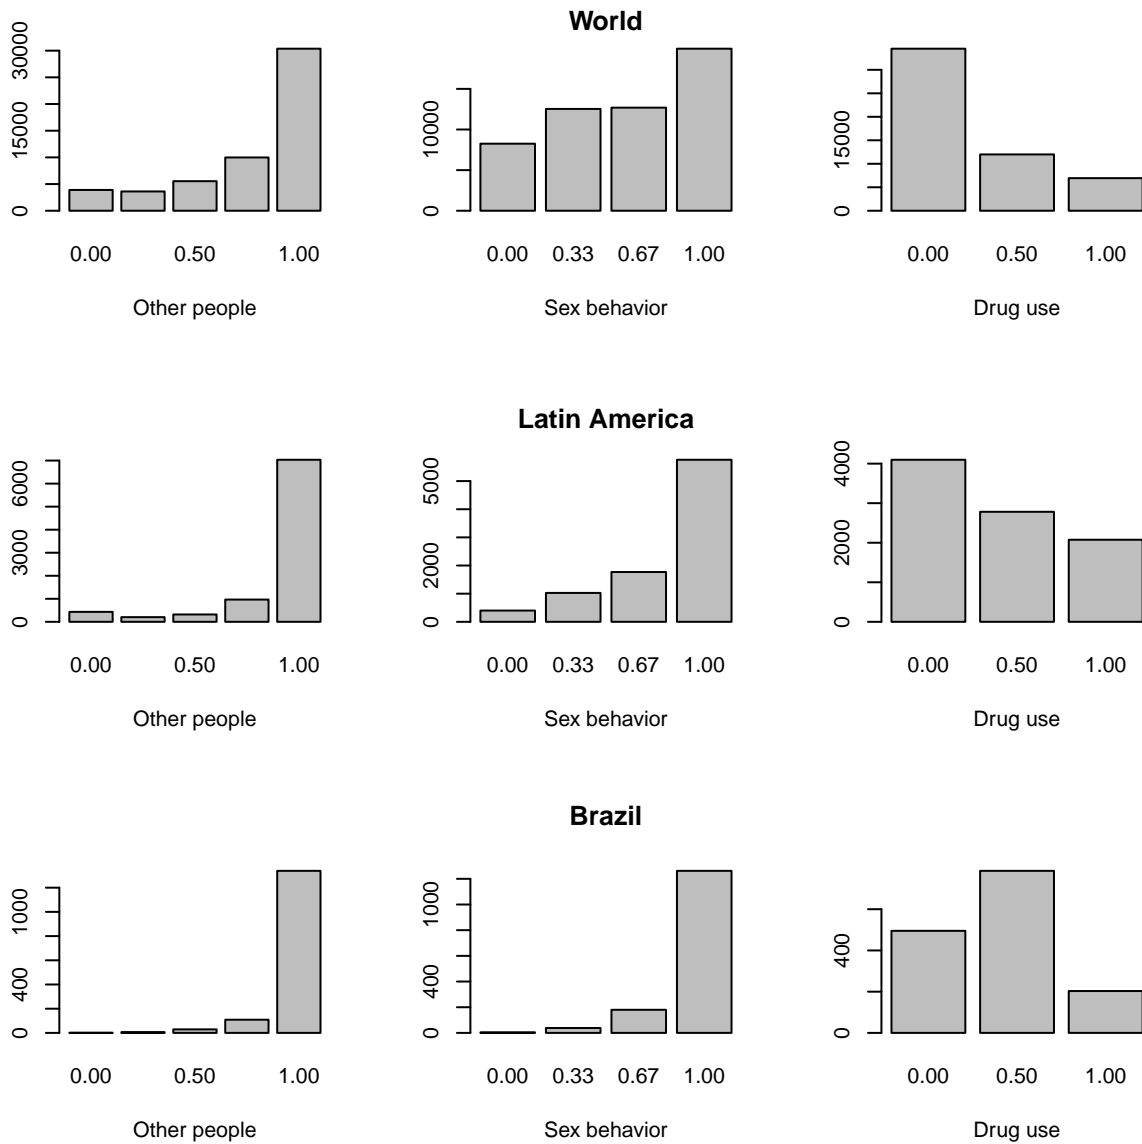 World
30000
15000
0
0.00 0.50 1.00
Other people
10000
0
0.00 0.33 0.67 1.00
Sex behavior
15000
0
0.00 0.50 1.00
Drug use
Latin America
6000
3000
0
0.00 0.50 1.00
Other people
5000
2000
0
0.00 0.33 0.67 1.00
Sex behavior
4000
2000
0
0.00 0.50 1.00
Drug use
Brazil
1000
400
0
0.00 0.50 1.00
Other people
1000
400
0
0.00 0.33 0.67 1.00
Sex behavior
400
0
0.00 0.50 1.00
Drug use